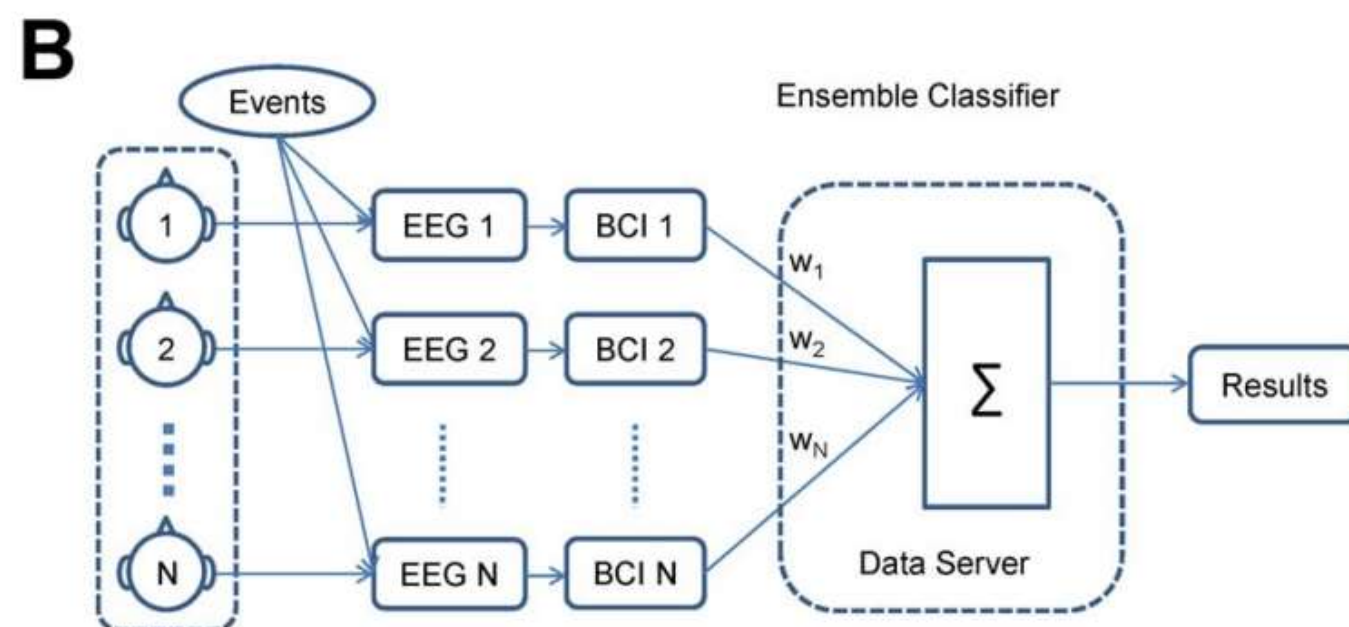 B
Events
Ensemble Classifier
1
EEG 1
BCI 1
w1
2
EEG 2
BCI 2
w2
∑
Results
wN
N
EEG N
BCI N
Data Server